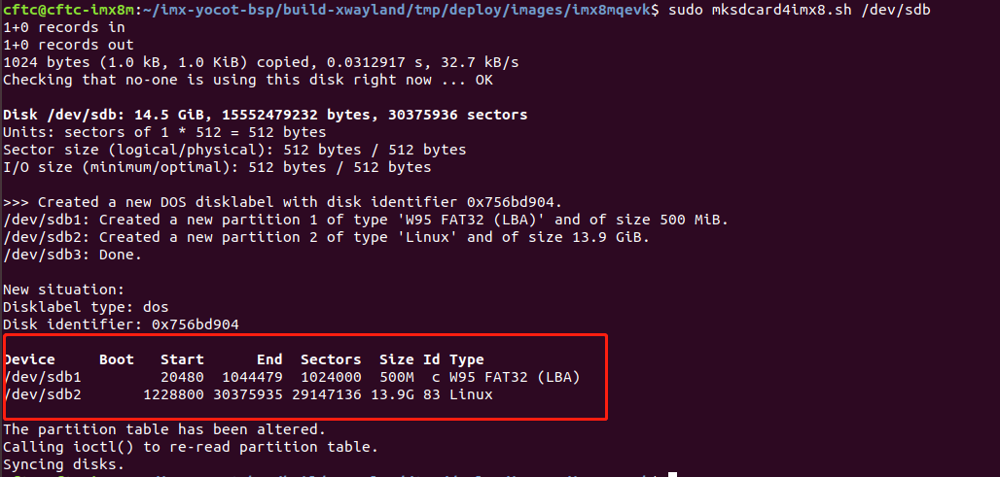 cftc@cftc-imx8m:~/imx-yocot-bsp/build-xwayland/tmp/deploy/images/imx8mqevk$ sudo mksdcard4imx8.sh /dev/sdb
1+0 records in
1+0 records out
1024 bytes (1.0 kB, 1.0 KiB) copied, 0.0312917 s, 32.7 kB/s
Checking that no-one is using this disk right now ... OK
Disk /dev/sdb: 14.5 GiB, 15552479232 bytes, 30375936 sectors
Units: sectors of 1 * 512 = 512 bytes
Sector size (logical/physical): 512 bytes / 512 bytes
I/O size (minimum/optimal): 512 bytes / 512 bytes
>>> Created a new DOS disklabel with disk identifier 0x756bd904.
/dev/sdb1: Created a new partition 1 of type 'W95 FAT32 (LBA)' and of size 500 MiB.
/dev/sdb2: Created a new partition 2 of type 'Linux' and of size 13.9 GiB.
/dev/sdb3: Done.
New situation:
Disklabel type: dos
Disk identifier: 0x756bd904
Device Boot Start End Sectors Size Id Type
/dev/sdb1 20480 1044479 1024000 500M c W95 FAT32 (LBA)
/dev/sdb2 1228800 30375935 29147136 13.9G 83 Linux
The partition table has been altered.
Calling ioctl() to re-read partition table.
Syncing disks.